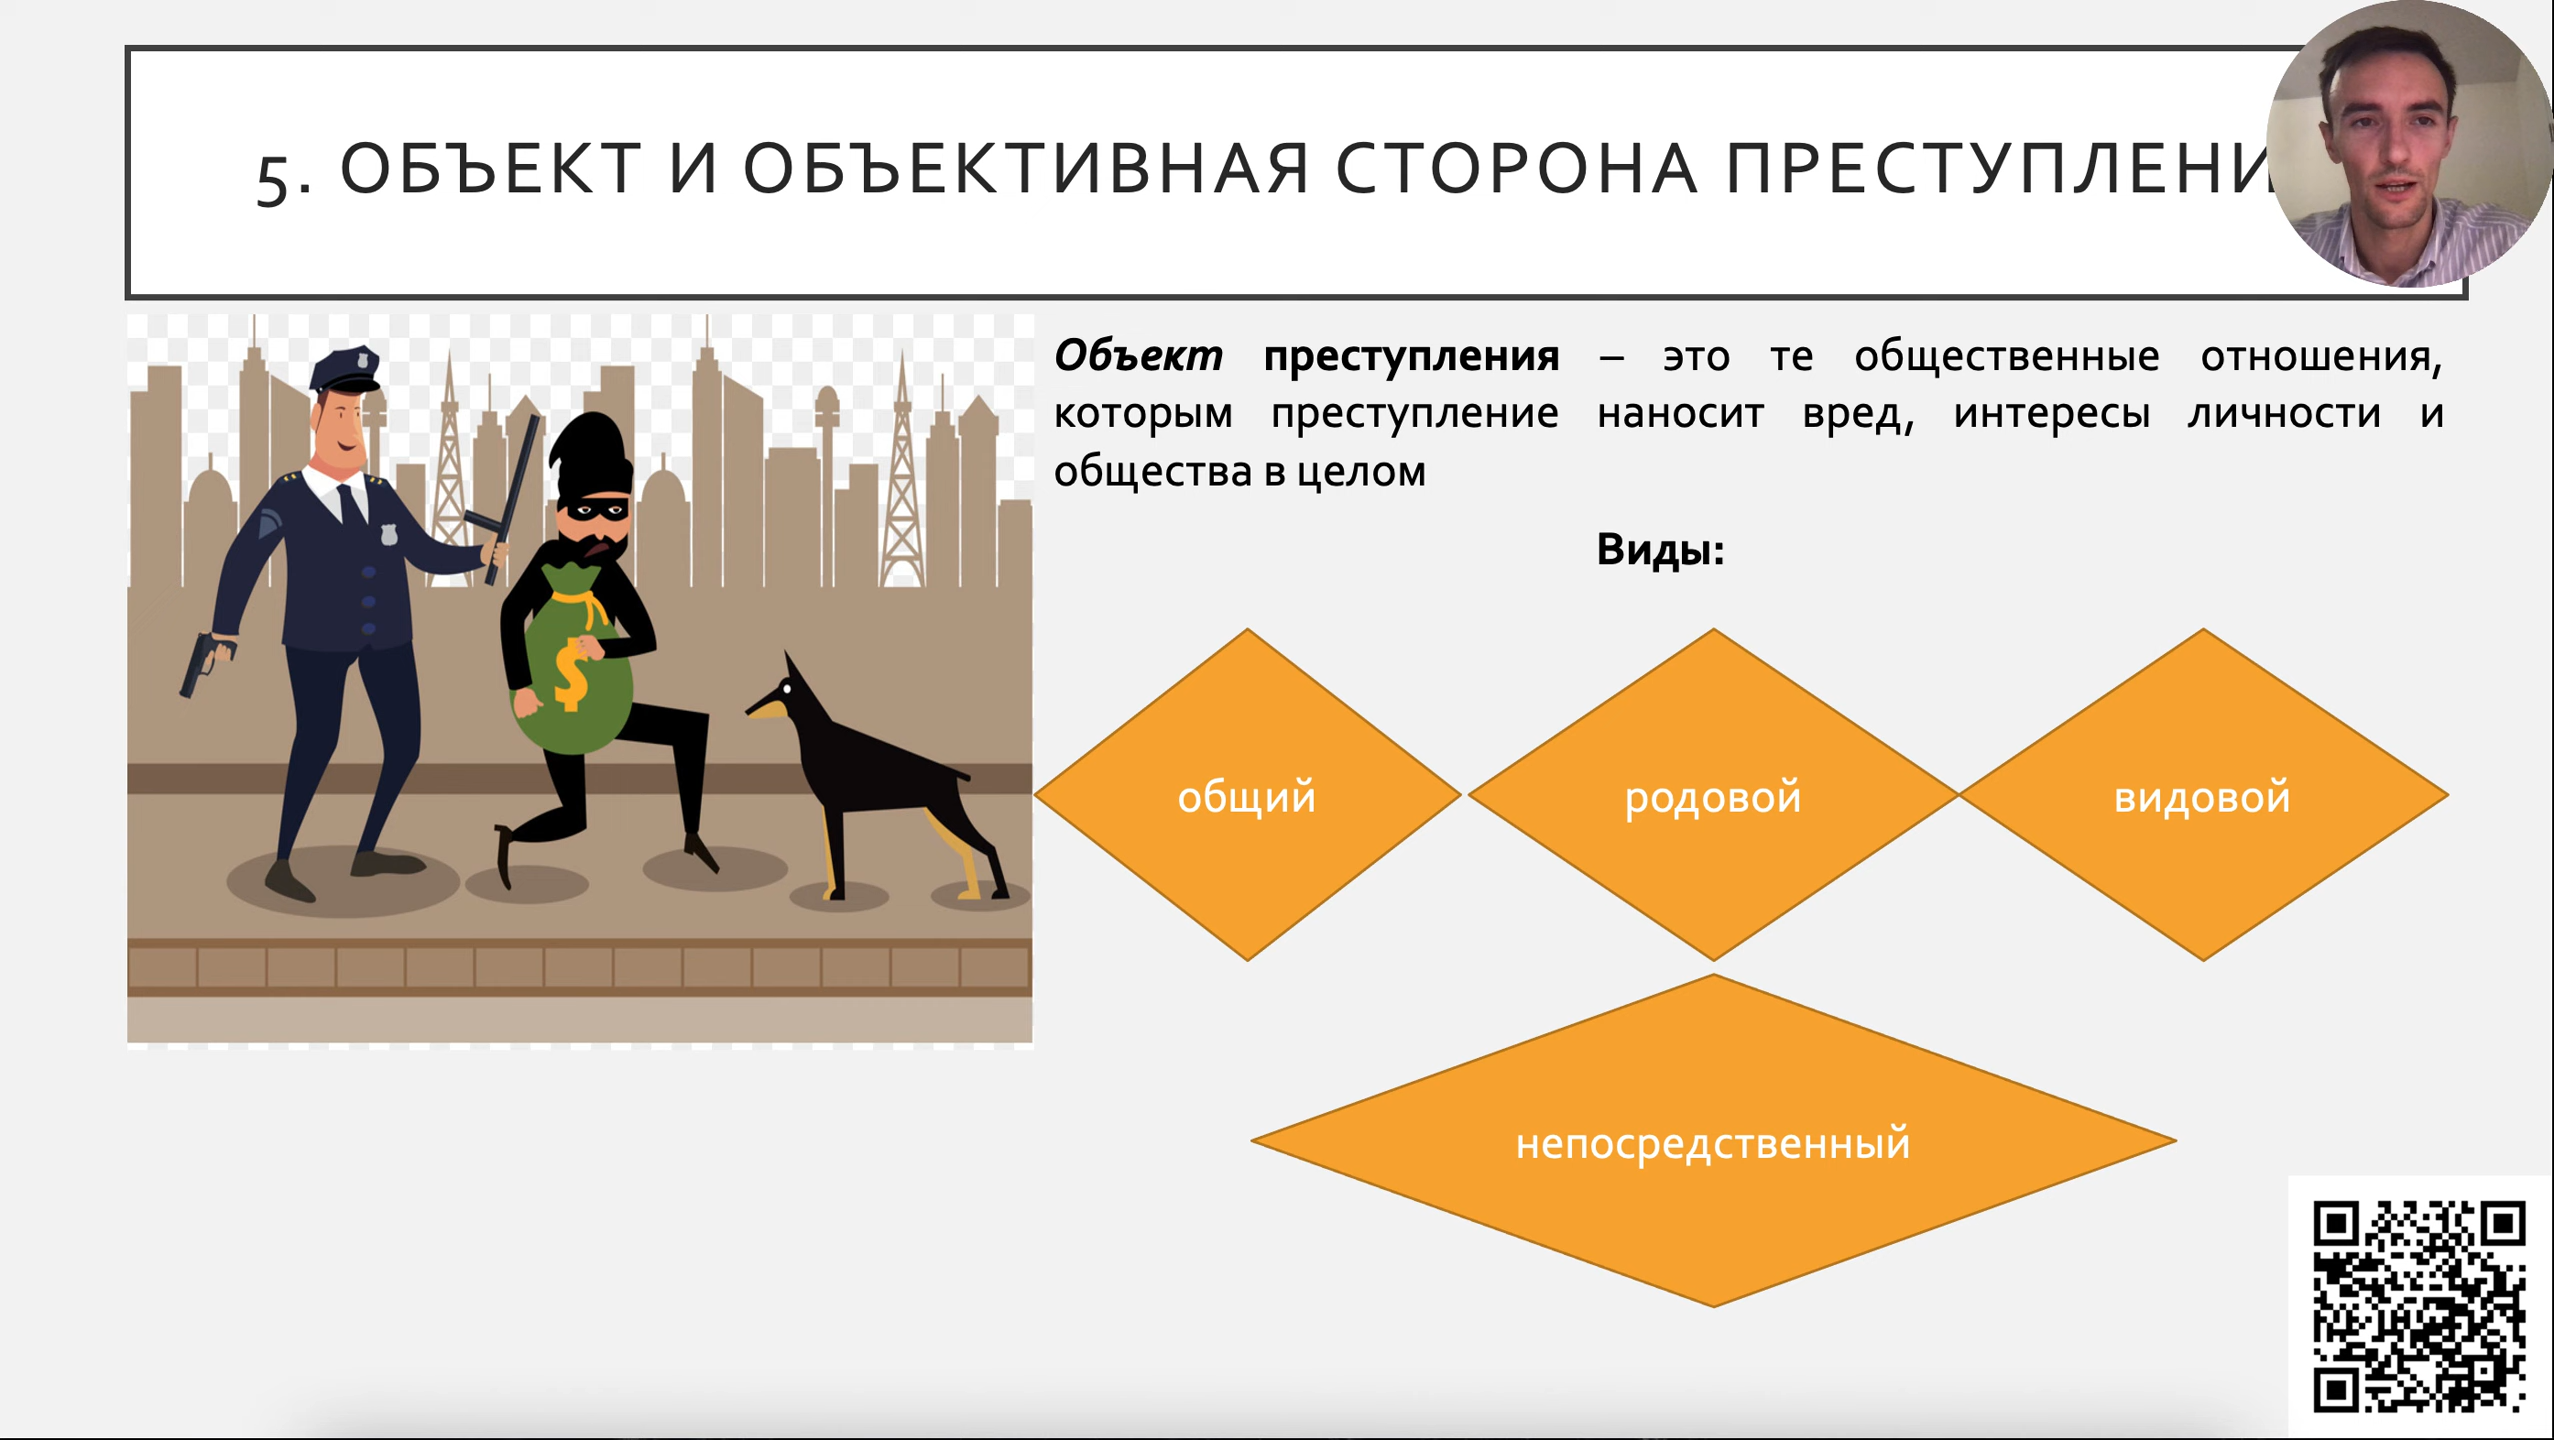 5. ОБЪЕКТ И ОБЪЕКТИВНАЯ СТОРОНА ПРЕСТУПЛЕНИ
Объект преступления – это те общественные отношения,
которым преступление наносит вред, интересы личности и
общества в целом
Виды:
общий
родовой
видовой
непосредственный
$